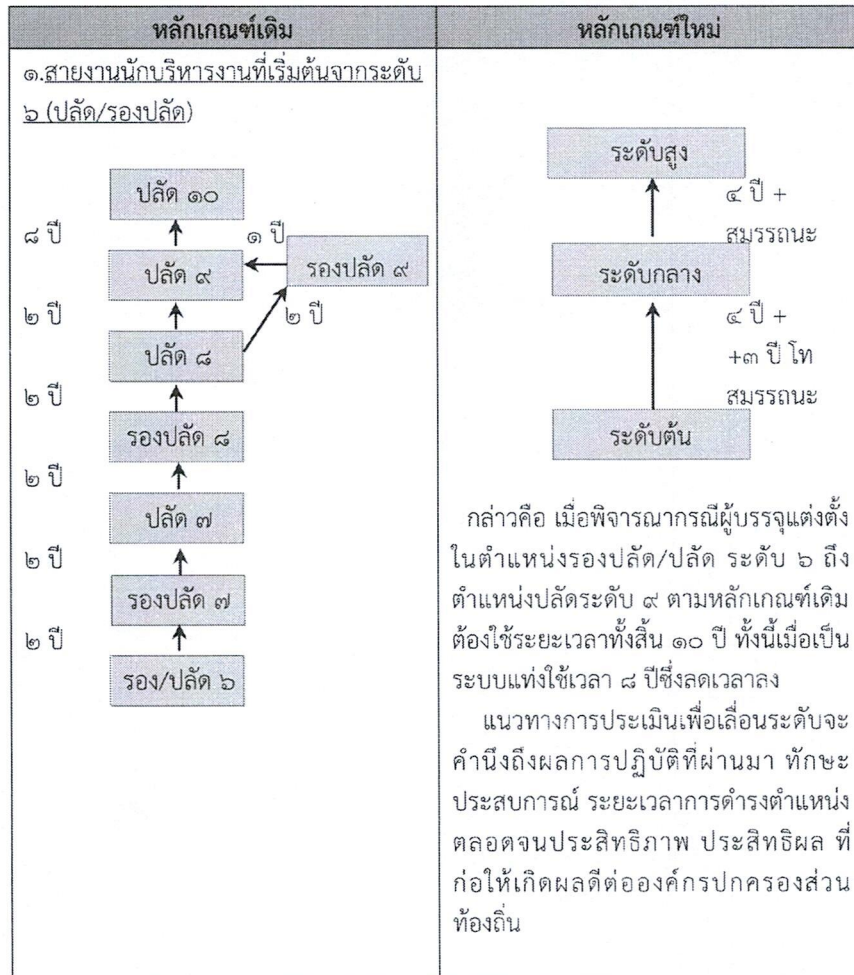 หลักเกณฑ์เดิม
หลักเกณฑ์ใหม่
๑.สายงานนักบริหารงานที่เริ่มต้นจากระดับ
๖ (ปลัด/รองปลัด)
ปลัด ๑๐
๘ ปี
๑ ปี
ปลัด ๙
รองปลัด ๙
๒ ปี
๒ ปี
ปลัด ๘
๒ ปี
รองปลัด ๘
๒ ปี
ปลัด ๗
๒ ปี
รองปลัด ๗
๒ ปี
รอง/ปลัด ๖
ระดับสูง
๔ ปี +
สมรรถนะ
ระดับกลาง
๔ ปี +
+๓ ปี โท
สมรรถนะ
ระดับต้น
กล่าวคือ เมื่อพิจารณากรณีผู้บรรจุแต่งตั้ง
ในตำแหน่งรองปลัด/ปลัด ระดับ ๖ ถึง
ตำแหน่งปลัดระดับ ๙ ตามหลักเกณฑ์เดิม
ต้องใช้ระยะเวลาทั้งสิ้น ๑๐ ปี ทั้งนี้เมื่อเป็น
ระบบแท่งใช้เวลา ๘ ปีซึ่งลดเวลาลง
แนวทางการประเมินเพื่อเลื่อนระดับจะ
คำนึงถึงผลการปฏิบัติที่ผ่านมา ทักษะ
ประสบการณ์ ระยะเวลาการดำรงตำแหน่ง
ตลอดจนประสิทธิภาพ ประสิทธิผล ที่
ก่อให้เกิดผลดีต่อองค์กรปกครองส่วน
ท้องถิ่น